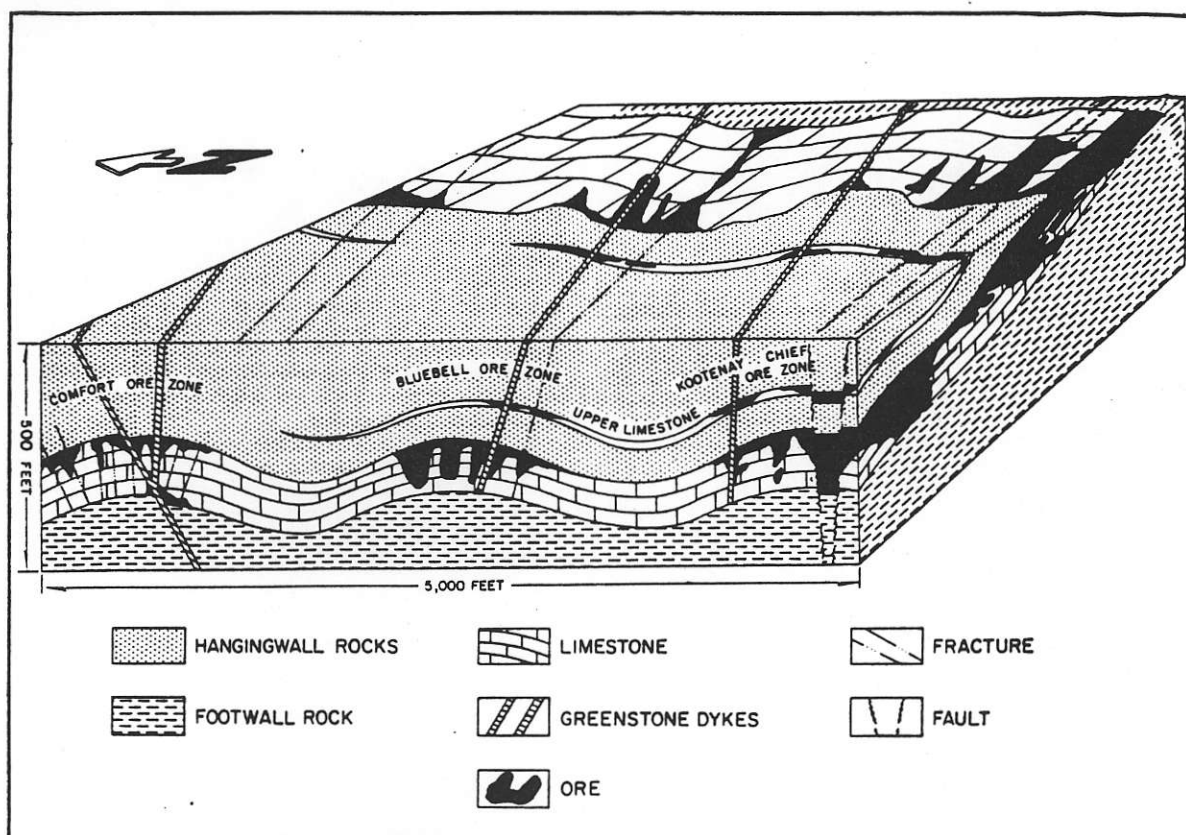 N
COMFORT ORE ZONE
BLUEBELL ORE ZONE
KOOTENAY CHIEF
ORE ZONE
UPPER LIMESTONE
500 FEET
5,000 FEET
HANGINGWALL ROCKS
LIMESTONE
FRACTURE
FOOTWALL ROCK
GREENSTONE DYKES
FAULT
ORE